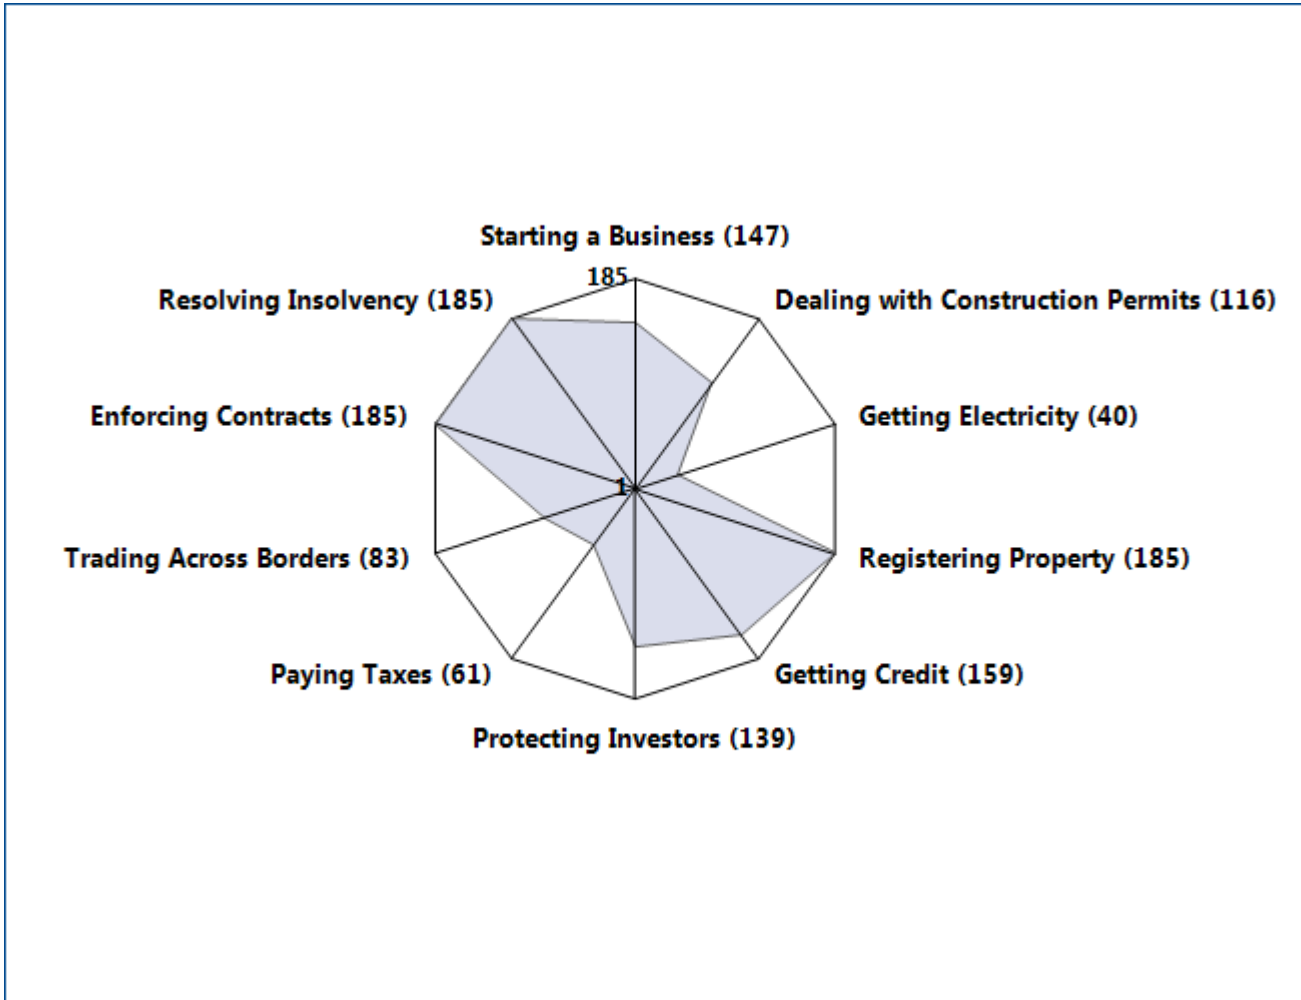 Starting a Business (147)
185
Resolving Insolvency (185)
Dealing with Construction Permits (116)
Enforcing Contracts (185)
Getting Electricity (40)
1
Trading Across Borders (83)
Registering Property (185)
Paying Taxes (61)
Getting Credit (159)
Protecting Investors (139)